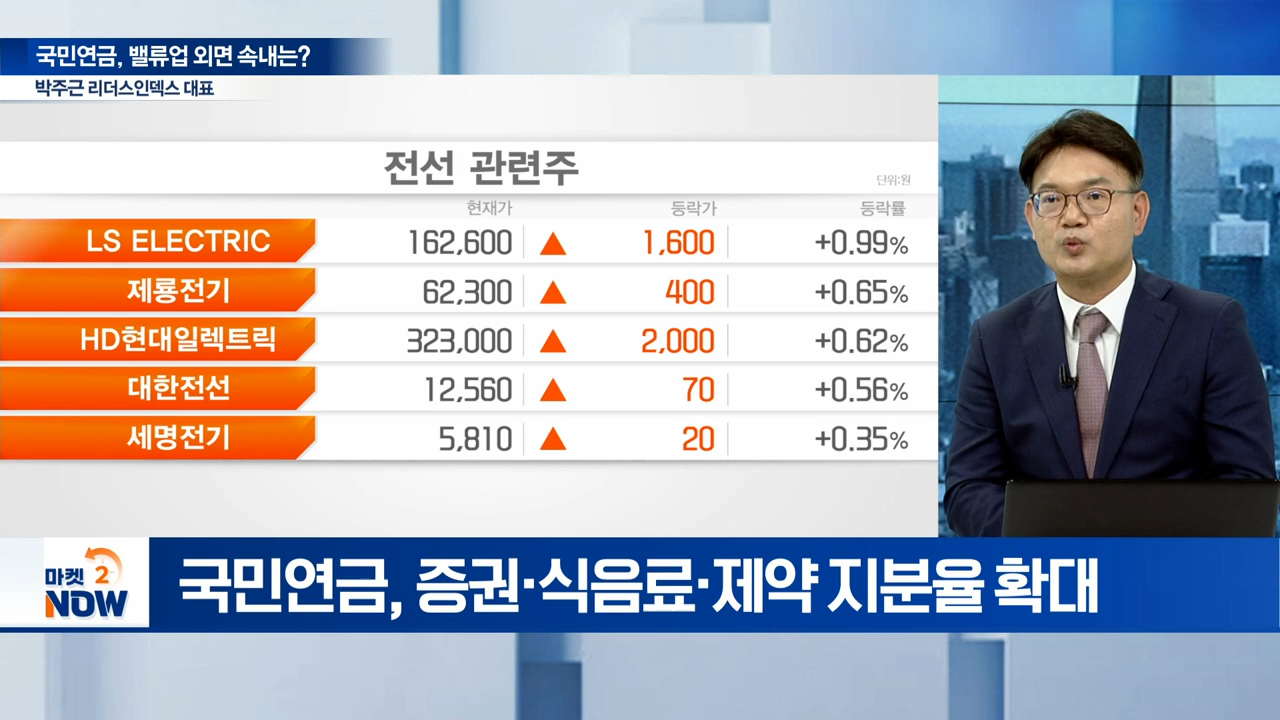 국민연금, 밸류업 외면 속내는?
박주근 리더스인덱스 대표
전선 관련주
단위:원
현재가 등락가 등락률
LS ELECTRIC 162,600 ▲ 1,600 +0.99%
제룡전기 62,300 ▲ 400 +0.65%
HD현대일렉트릭 323,000 ▲ 2,000 +0.62%
대한전선 12,560 ▲ 70 +0.56%
세명전기 5,810 ▲ 20 +0.35%
마켓 2
NOW
국민연금, 증권·식음료·제약 지분율 확대